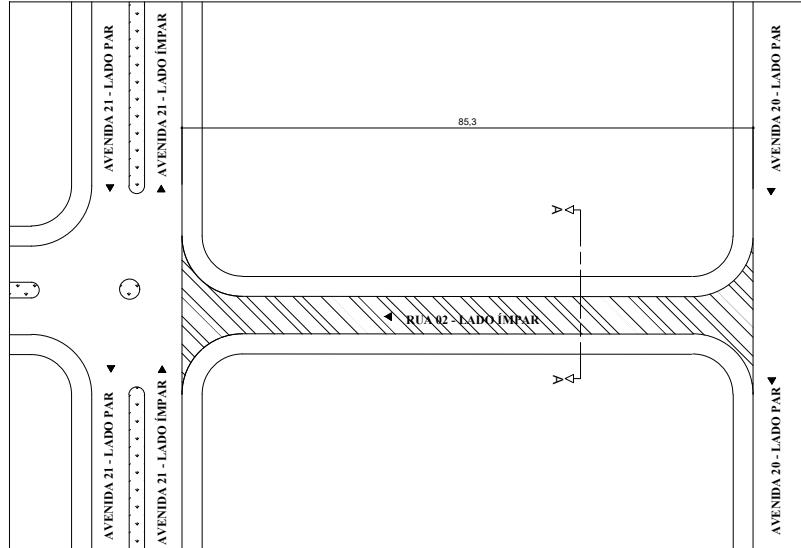 AVENIDA 21 - LADO PAR
AVENIDA 21 - LADO ÍMPAR
AVENIDA 20 - LADO PAR
85,3
A
RUA 02 - LADO ÍMPAR
A
AVENIDA 21 - LADO PAR
AVENIDA 21 - LADO ÍMPAR
AVENIDA 20 - LADO PAR